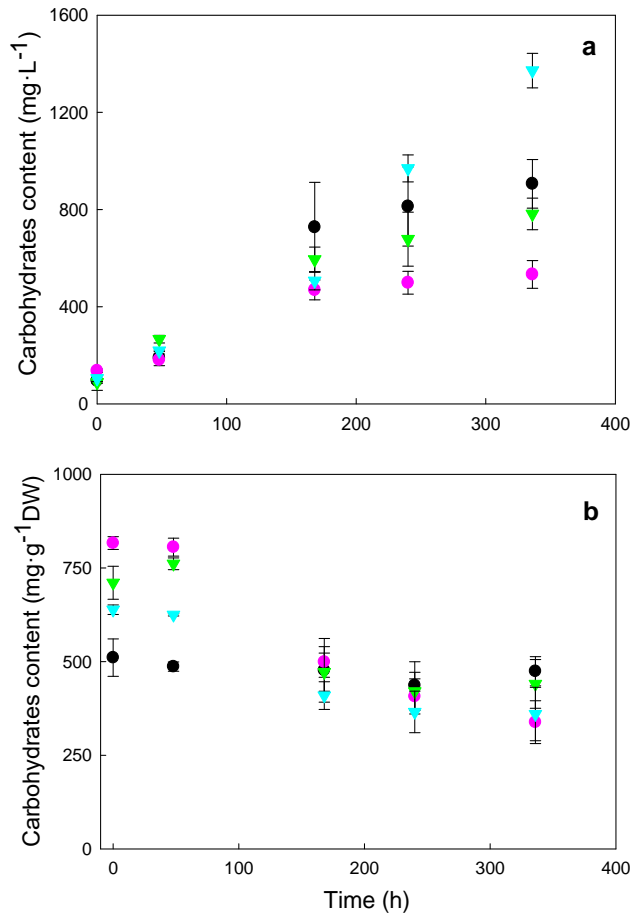 Carbohydrates content (mg·L⁻¹)
1600
1200
800
400
0
a
0 100 200 300 400
Carbohydrates content (mg·g⁻¹DW)
1000
750
500
250
0
b
0 100 200 300 400
Time (h)